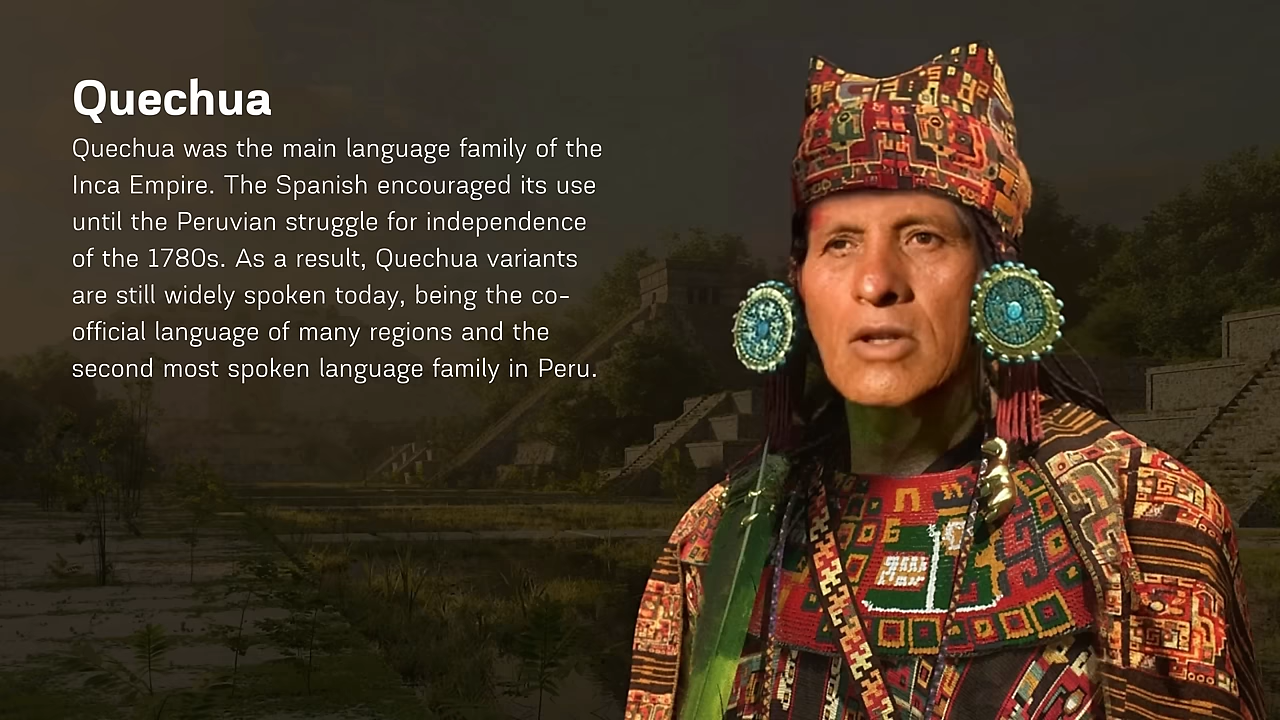 Quechua
Quechua was the main language family of the
Inca Empire. The Spanish encouraged its use
until the Peruvian struggle for independence
of the 1780s. As a result, Quechua variants
are still widely spoken today, being the co-
official language of many regions and the
second most spoken language family in Peru.